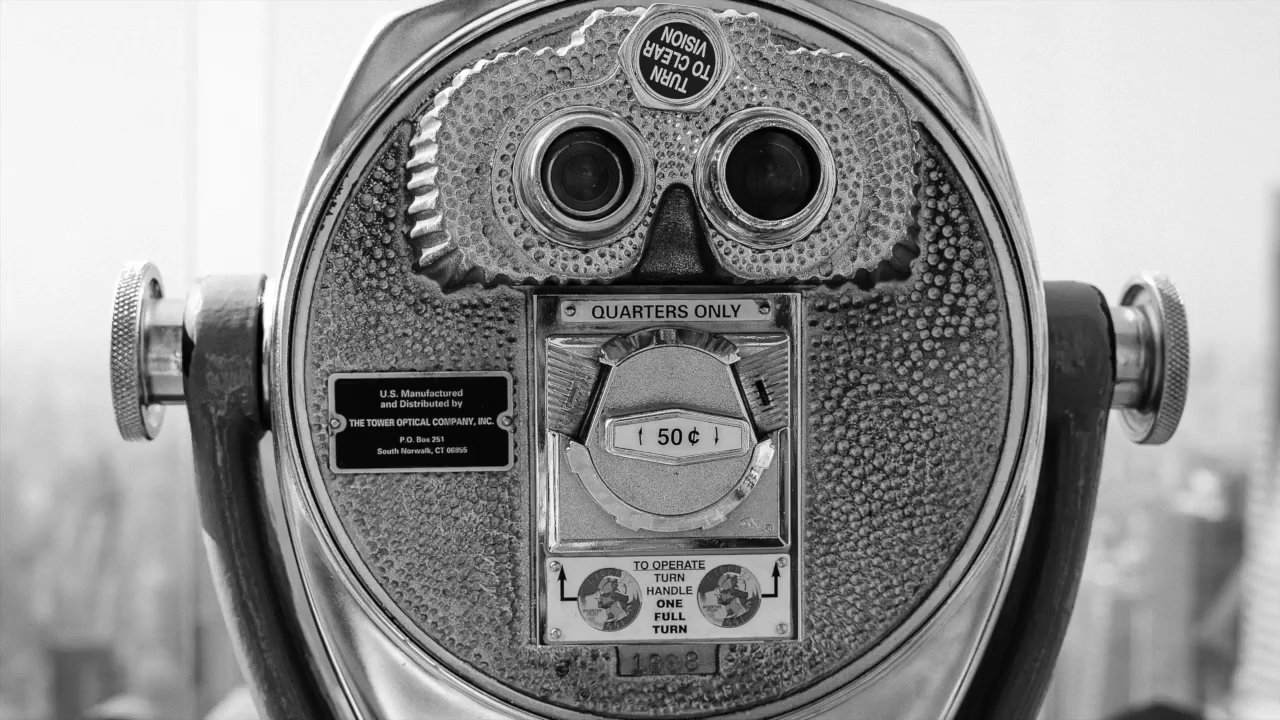 TURN
TO CLEAR
VISION
QUARTERS ONLY
U.S. Manufactured
and Distributed by
THE TOWER OPTICAL COMPANY, INC.
P.O. Box 251
South Norwalk, CT 06855
50¢
TO OPERATE
TURN
HANDLE
ONE
FULL
TURN